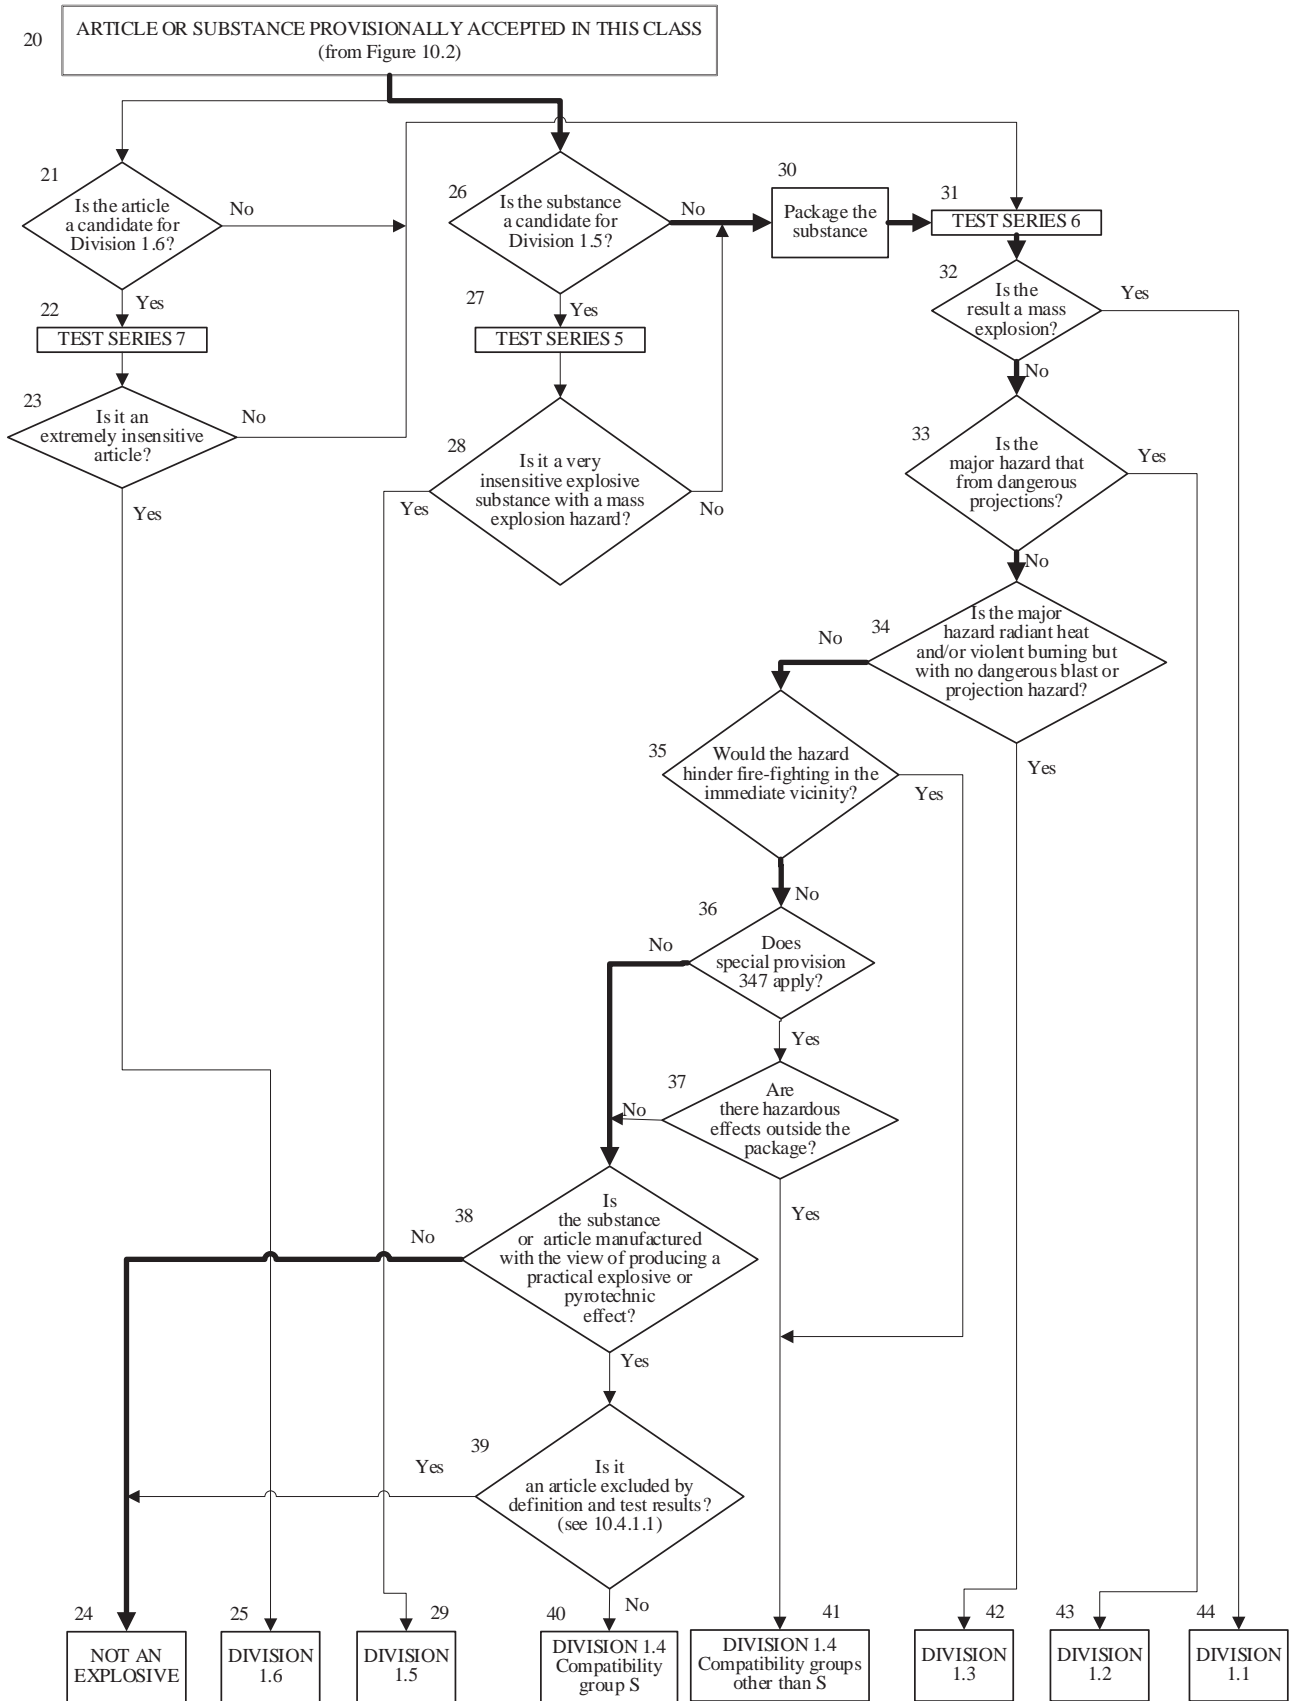 20
ARTICLE OR SUBSTANCE PROVISIONALLY ACCEPTED IN THIS CLASS
(from Figure 10.2)
21
Is the article
a candidate for
Division 1.6?
No
Yes
22
TEST SERIES 7
23
Is it an
extremely insensitive
article?
No
Yes
26
Is the substance
a candidate for
Division 1.5?
No
27
Yes
TEST SERIES 5
28
Is it a very
insensitive explosive
substance with a mass
explosion hazard?
Yes
No
30
Package the
substance
31
TEST SERIES 6
32
Is the
result a mass
explosion?
Yes
No
33
Is the
major hazard that
from dangerous
projections?
Yes
No
34
Is the major
hazard radiant heat
and/or violent burning but
with no dangerous blast or
projection hazard?
No
Yes
35
Would the hazard
hinder fire-fighting in the
immediate vicinity?
Yes
No
36
Does
special provision
347 apply?
No
Yes
37
Are
there hazardous
effects outside the
package?
No
Yes
38
Is
the substance
or article manufactured
with the view of producing a
practical explosive or
pyrotechnic
effect?
No
Yes
39
Is it
an article excluded by
definition and test results?
(see 10.4.1.1)
Yes
No
24
NOT AN
EXPLOSIVE
25
DIVISION
1.6
29
DIVISION
1.5
40
DIVISION 1.4
Compatibility
group S
41
DIVISION 1.4
Compatibility groups
other than S
42
DIVISION
1.3
43
DIVISION
1.2
44
DIVISION
1.1